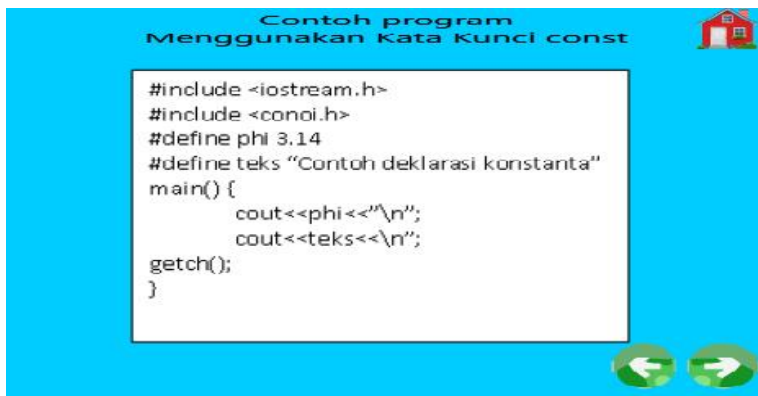 Contoh program
Menggunakan Kata Kunci const
#include <iostream.h>
#include <conoi.h>
#define phi 3.14
#define teks “Contoh deklarasi konstanta”
main() {
cout<<phi<<”\n”;
cout<<teks<<\n”;
getch();
}